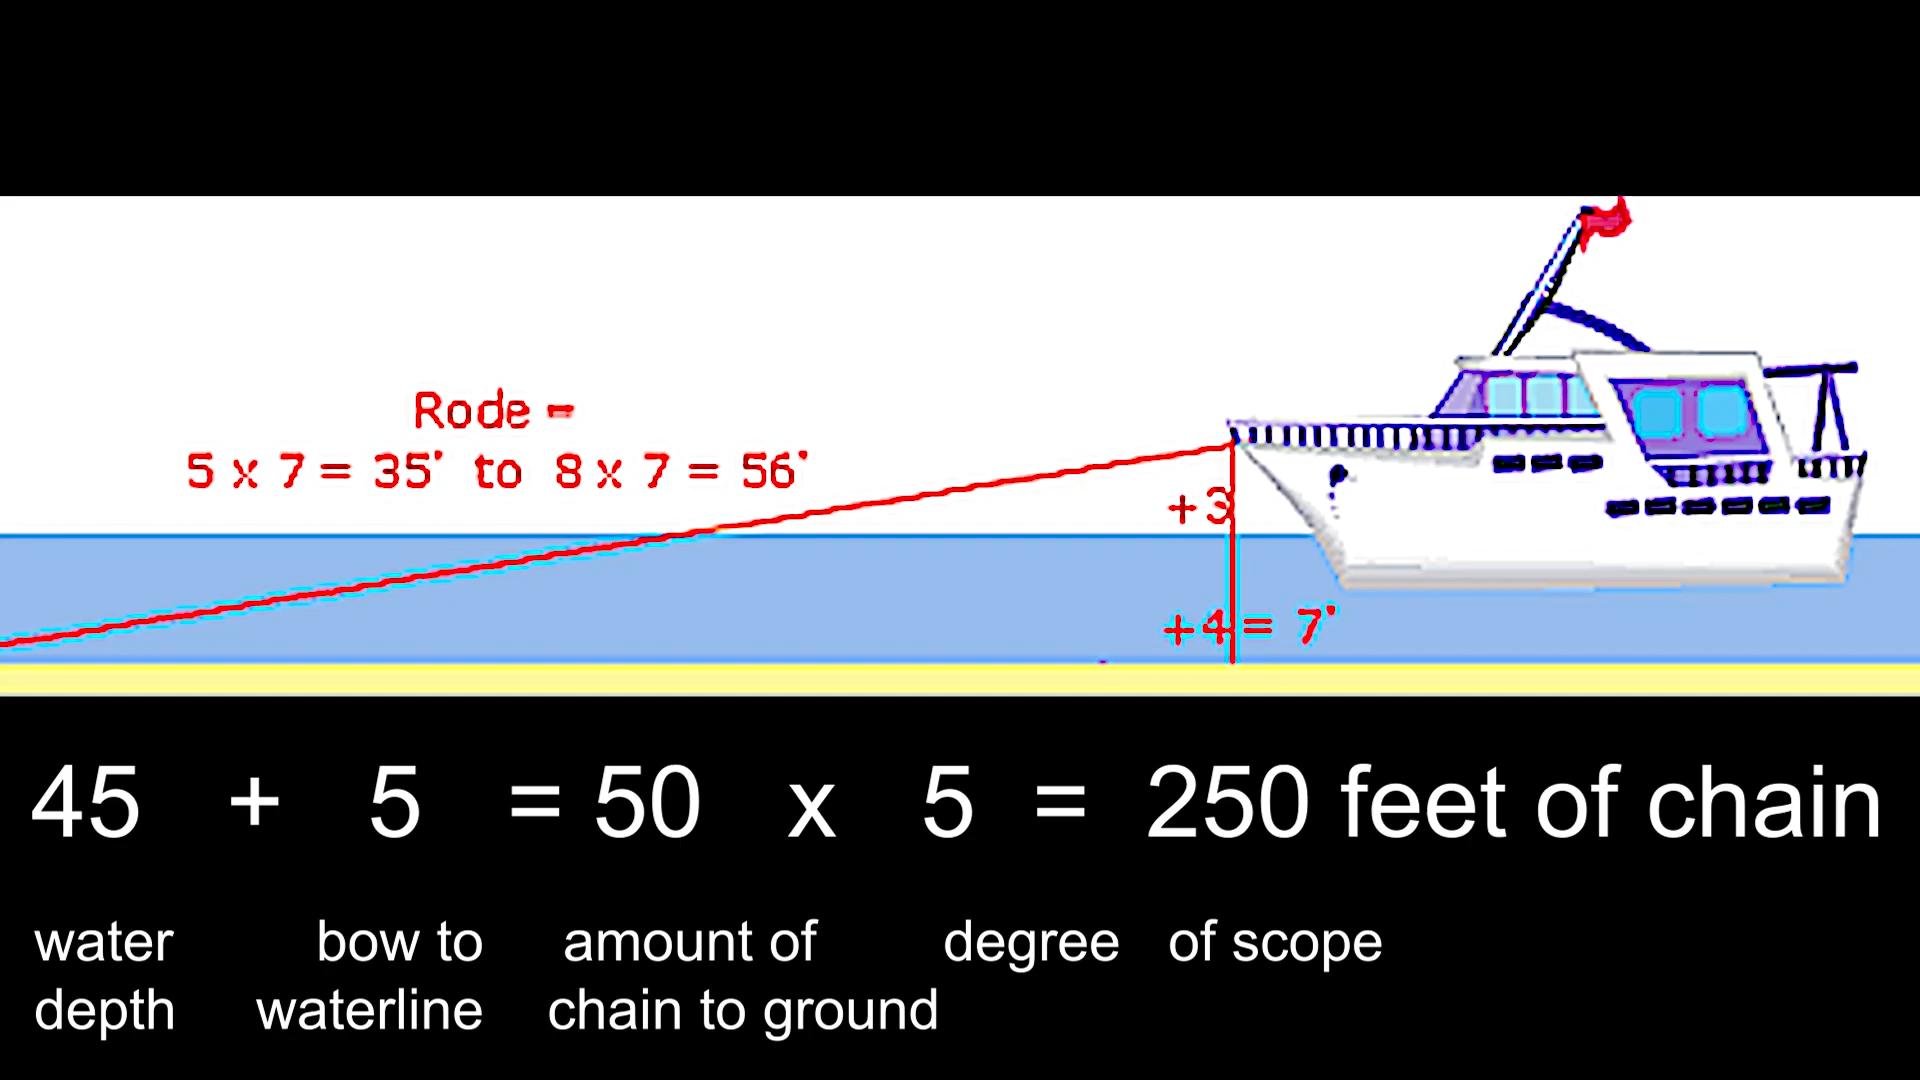 Rode =
5 x 7 = 35' to 8 x 7 = 56'
+3
+4 = 7'
45 + 5 = 50 x 5 = 250 feet of chain
water bow to amount of degree of scope
depth waterline chain to ground